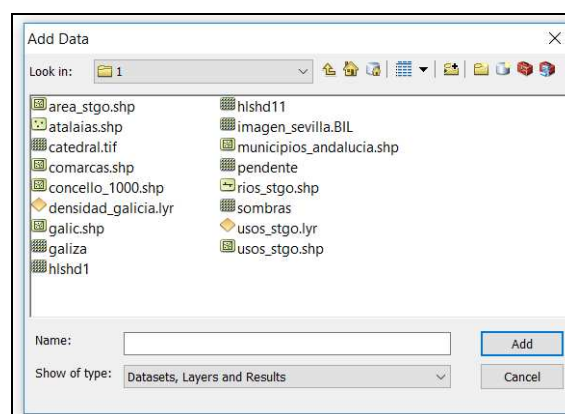 Add Data
Look in: 1
area_stgo.shp
atalaias.shp
catedral.tif
comarcas.shp
concello_1000.shp
densidad_galicia.lyr
galic.shp
galiza
hlshd1
hlshd11
imagen_sevilla.BIL
municipios_andalucia.shp
pendente
rios_stgo.shp
sombras
usos_stgo.lyr
usos_stgo.shp
Name:
Add
Show of type: Datasets, Layers and Results
Cancel